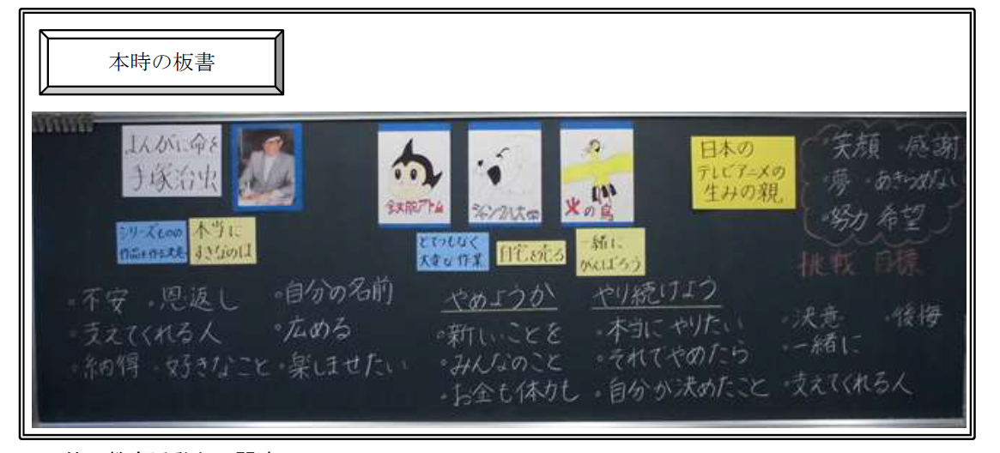 本時の板書
まんがに命を
手塚治虫
鉄腕アトム
ジャングル大帝
火の鳥
日本の
テレビアニメの
生みの親
・笑顔 ・感謝
・夢 ・あきらめない
・努力 希望
挑戦 目標
シリーズものの
作品を作る大変
本当に
すきなのは
とてつもなく
大変な作業
自宅を売る
一緒に
がんばろう
・不安 ・恩返し
・支えてくれる人
・納得 ・好きなこと
・自分の名前
・広める
・楽しませたい
やめようか
・新しいことを
・みんなのこと
・お金も体力も
やり続けよう
・本当にやりたい
・それでやめたら
・自分が決めたこと
・決意 ・後悔
・一緒に
・支えてくれる人